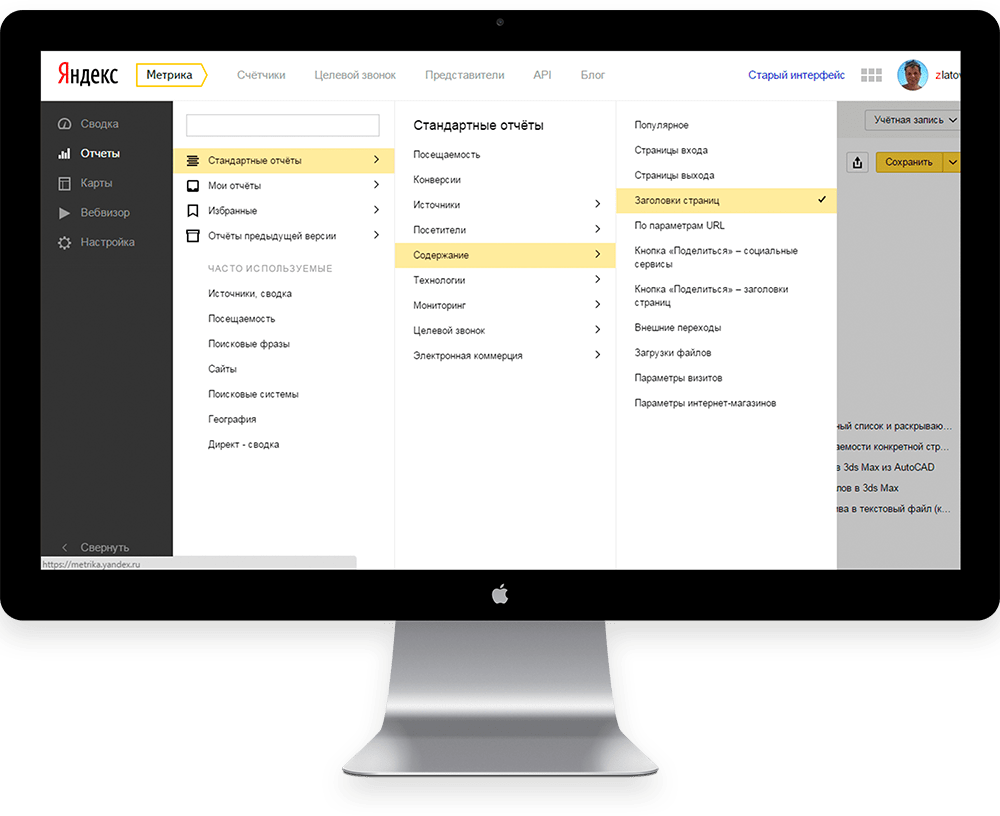 Яндекс
Метрика
Счётчики
Целевой звонок
Представители
API
Блог
Старый интерфейс
zlatov
Сводка
Отчеты
Карты
Вебвизор
Настройка
Свернуть
https://metrika.yandex.ru
Стандартные отчёты
Мои отчёты
Избранные
Отчёты предыдущей версии
ЧАСТО ИСПОЛЬЗУЕМЫЕ
Источники, сводка
Посещаемость
Поисковые фразы
Сайты
Поисковые системы
География
Директ - сводка
Стандартные отчёты
Посещаемость
Конверсии
Источники
Посетители
Содержание
Технологии
Мониторинг
Целевой звонок
Электронная коммерция
Популярное
Страницы входа
Страницы выхода
Заголовки страниц
По параметрам URL
Кнопка «Поделиться» – социальные
сервисы
Кнопка «Поделиться» – заголовки
страниц
Внешние переходы
Загрузки файлов
Параметры визитов
Параметры интернет-магазинов
Учётная запись
Сохранить
ный список и раскрываю...
аемости конкретной стр...
в 3ds Max из AutoCAD
лов в 3ds Max
ива в текстовый файл (к...